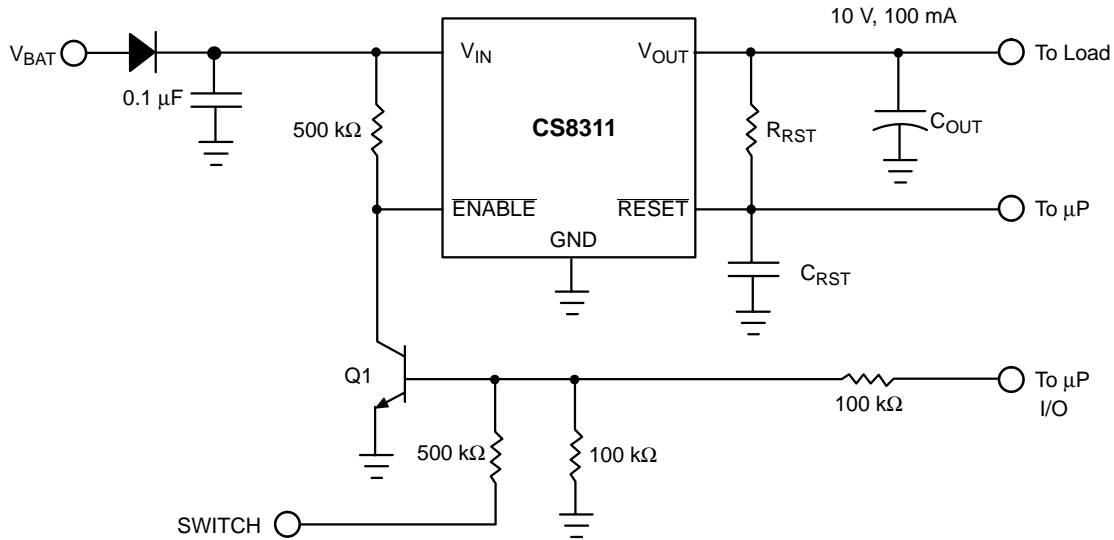 10 V, 100 mA
V_BAT
0.1 μF
500 kΩ
V_IN
V_OUT
CS8311
R_RST
C_OUT
To Load
ENABLE
RESET
GND
To μP
C_RST
Q1
500 kΩ
100 kΩ
100 kΩ
To μP
I/O
SWITCH